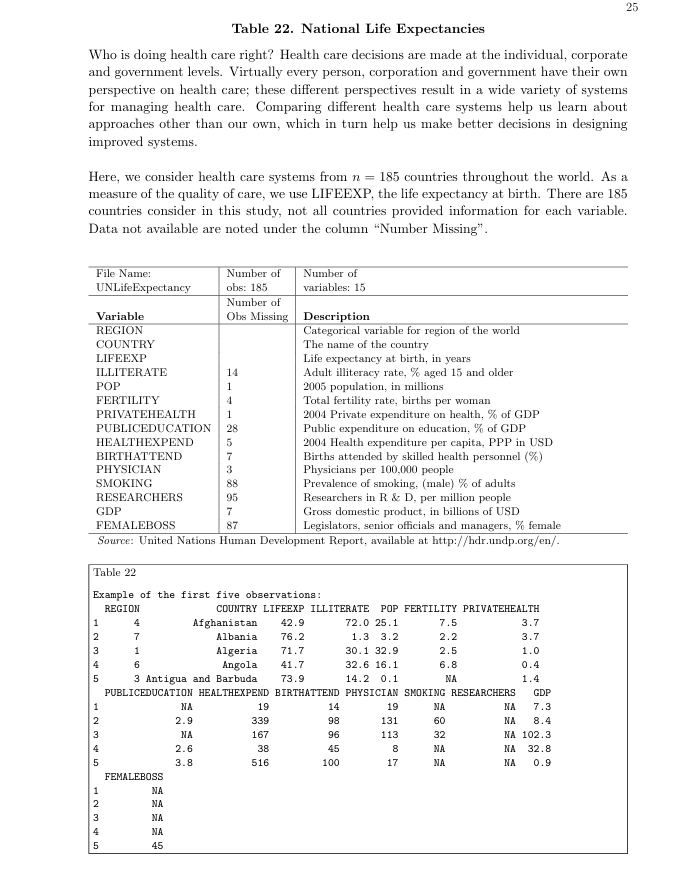 25
Table 22. National Life Expectancies
Who is doing health care right? Health care decisions are made at the individual, corporate
and government levels. Virtually every person, corporation and government have their own
perspective on health care; these different perspectives result in a wide variety of systems
for managing health care. Comparing different health care systems help us learn about
approaches other than our own, which in turn help us make better decisions in designing
improved systems.
Here, we consider health care systems from n = 185 countries throughout the world. As a
measure of the quality of care, we use LIFEEXP, the life expectancy at birth. There are 185
countries consider in this study, not all countries provided information for each variable.
Data not available are noted under the column “Number Missing”.
File Name: Number of Number of
UNLifeExpectancy obs: 185 variables: 15
Number of
Variable Obs Missing Description
REGION Categorical variable for region of the world
COUNTRY The name of the country
LIFEEXP Life expectancy at birth, in years
ILLITERATE 14 Adult illiteracy rate, % aged 15 and older
POP 1 2005 population, in millions
FERTILITY 4 Total fertility rate, births per woman
PRIVATEHEALTH 1 2004 Private expenditure on health, % of GDP
PUBLICEDUCATION 28 Public expenditure on education, % of GDP
HEALTHEXPEND 5 2004 Health expenditure per capita, PPP in USD
BIRTHATTEND 7 Births attended by skilled health personnel (%)
PHYSICIAN 3 Physicians per 100,000 people
SMOKING 88 Prevalence of smoking, (male) % of adults
RESEARCHERS 95 Researchers in R & D, per million people
GDP 7 Gross domestic product, in billions of USD
FEMALEBOSS 87 Legislators, senior officials and managers, % female
Source: United Nations Human Development Report, available at http://hdr.undp.org/en/.
Table 22
Example of the first five observations:
REGION COUNTRY LIFEEXP ILLITERATE POP FERTILITY PRIVATEHEALTH
1 4 Afghanistan 42.9 72.0 25.1 7.5 3.7
2 7 Albania 76.2 1.3 3.2 2.2 3.7
3 1 Algeria 71.7 30.1 32.9 2.5 1.0
4 6 Angola 41.7 32.6 16.1 6.8 0.4
5 3 Antigua and Barbuda 73.9 14.2 0.1 NA 1.4
PUBLICEDUCATION HEALTHEXPEND BIRTHATTEND PHYSICIAN SMOKING RESEARCHERS GDP
1 NA 19 14 19 NA NA 7.3
2 2.9 339 98 131 60 NA 8.4
3 NA 167 96 113 32 NA 102.3
4 2.6 38 45 8 NA NA 32.8
5 3.8 516 100 17 NA NA 0.9
FEMALEBOSS
1 NA
2 NA
3 NA
4 NA
5 45